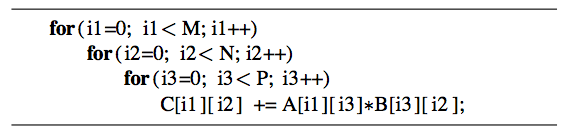 for(i1=0; i1<M; i1++)
for(i2=0; i2<N; i2++)
for(i3=0; i3<P; i3++)
C[i1][i2] += A[i1][i3]*B[i3][i2];